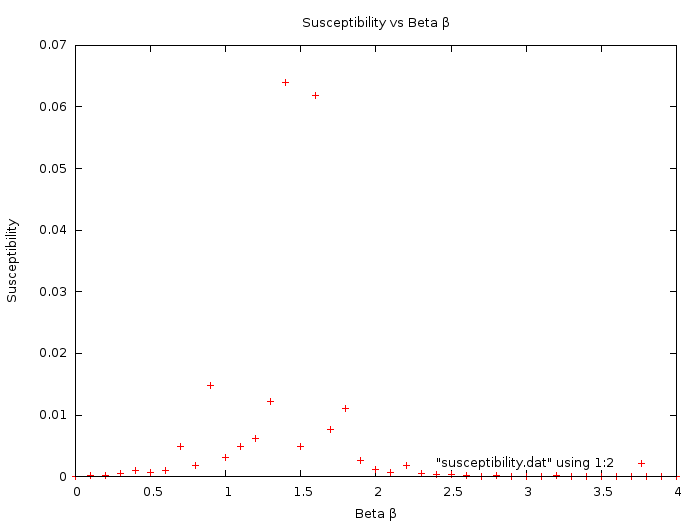 Susceptibility vs Beta β
0.07
0.06
0.05
0.04
0.03
0.02
0.01
0
Susceptibility
"susceptibility.dat" using 1:2
0 0.5 1 1.5 2 2.5 3 3.5 4
Beta β